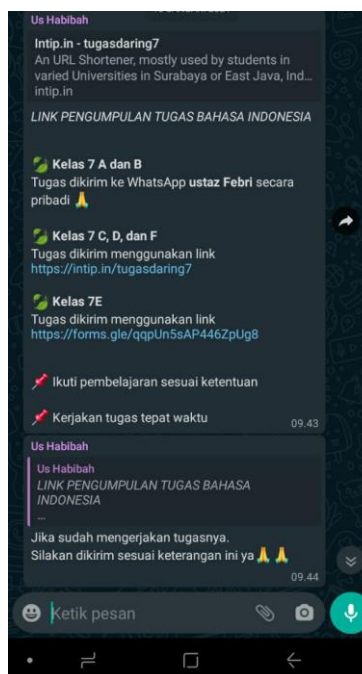 Us Habibah
Intip.in - tugasdaring7
An URL Shortener, mostly used by students in
varied Universities in Surabaya or East Java, Ind...
intip.in
LINK PENGUMPULAN TUGAS BAHASA INDONESIA
Kelas 7 A dan B
Tugas dikirim ke WhatsApp ustaz Febri secara
pribadi 🙏
Kelas 7 C, D, dan F
Tugas dikirim menggunakan link
https://intip.in/tugasdaring7
Kelas 7E
Tugas dikirim menggunakan link
https://forms.gle/qqpUn5sAP446ZpUg8
📌 Ikuti pembelajaran sesuai ketentuan
📌 Kerjakan tugas tepat waktu
09.43
Us Habibah
Us Habibah
LINK PENGUMPULAN TUGAS BAHASA
INDONESIA
...
Jika sudah mengerjakan tugasnya.
Silakan dikirim sesuai keterangan ini ya🙏 🙏
09.44
Ketik pesan